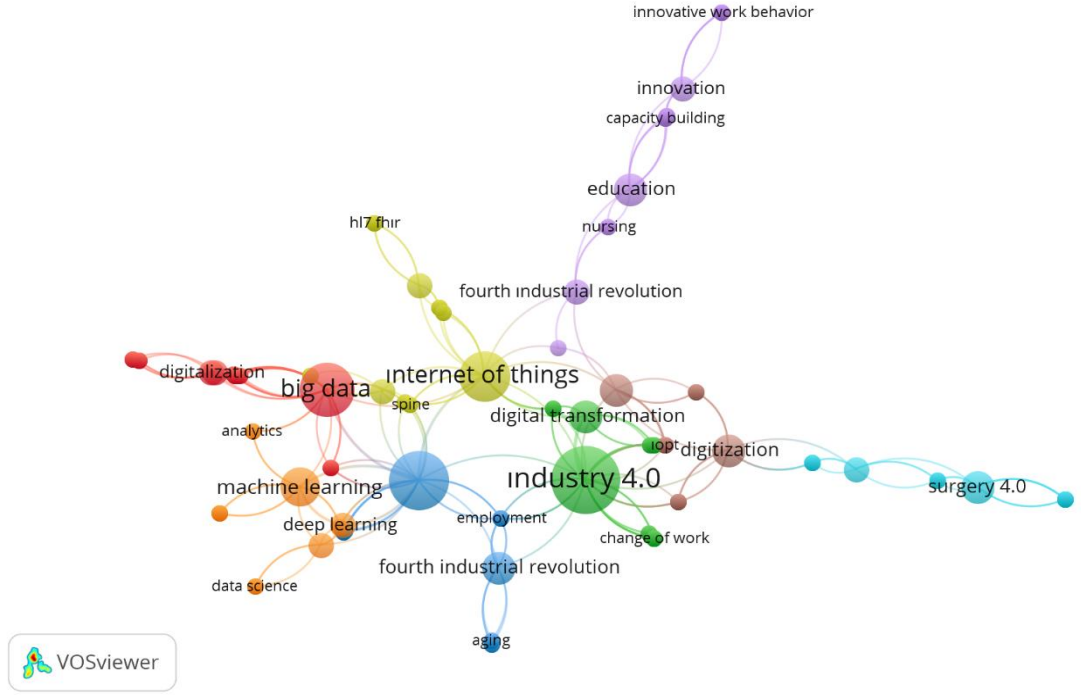 innovative work behavior
innovation
capacity building
education
hl7 fhır
nursing
fourth ındustrial revolution
digitalization
big data
ınternet of things
spine
digital transformation
analytics
ıopt
digitization
machine learning
ındustry 4.0
surgery 4.0
deep learning
employment
change of work
fourth industrial revolution
data science
aging
VOSviewer